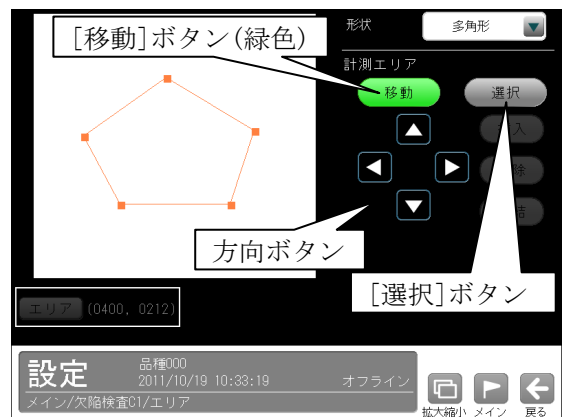 形状 多角形
[移動]ボタン(緑色)
計測エリア
移動 選択
入
除
結
方向ボタン
[選択]ボタン
エリア (0400, 0212)
設定 品種000
2011/10/19 10:33:19 オフライン
メイン/欠陥検査C1/エリア
拡大縮小 メイン 戻る